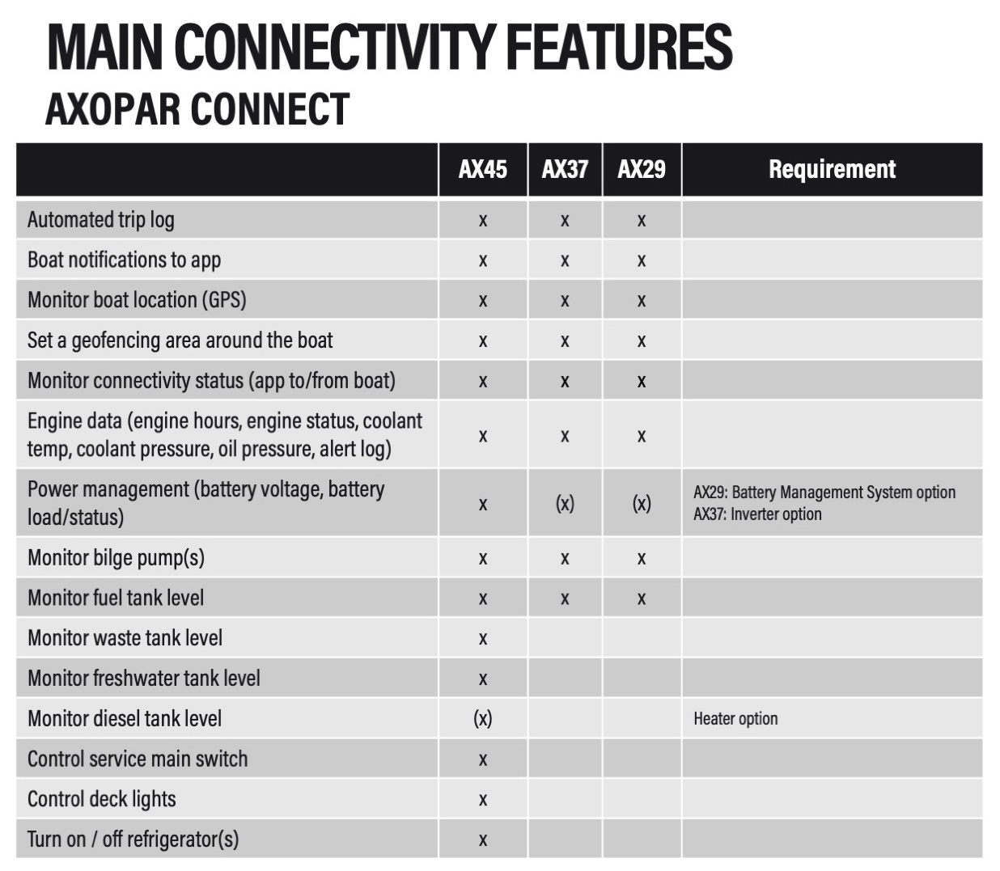 MAIN CONNECTIVITY FEATURES
AXOPAR CONNECT
AX45 AX37 AX29 Requirement
Automated trip log x x x
Boat notifications to app x x x
Monitor boat location (GPS) x x x
Set a geofencing area around the boat x x x
Monitor connectivity status (app to/from boat) x x x
Engine data (engine hours, engine status, coolant
temp, coolant pressure, oil pressure, alert log) x x x
Power management (battery voltage, battery
load/status) x (x) (x)
AX29: Battery Management System option
AX37: Inverter option
Monitor bilge pump(s) x x x
Monitor fuel tank level x x x
Monitor waste tank level x
Monitor freshwater tank level x
Monitor diesel tank level (x) Heater option
Control service main switch x
Control deck lights x
Turn on / off refrigerator(s) x